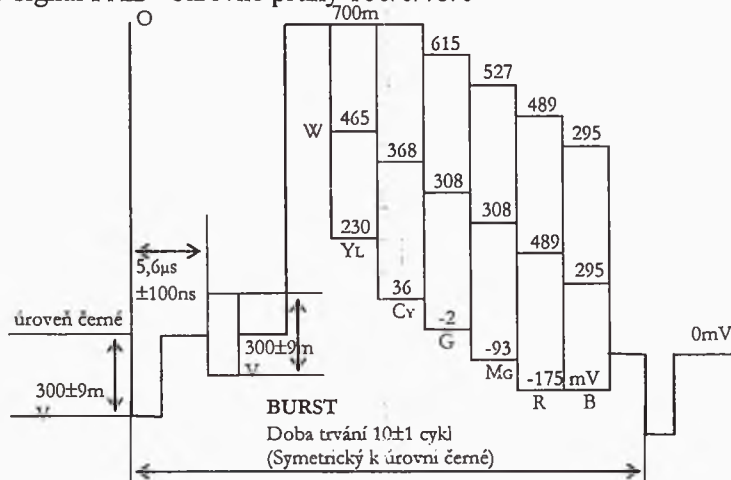 O
700m
615
527
489
295
465
W
368
308
308
489
295
230
YL
36
CY
-2
G
-93
MG
-175 mV
R
B
5,6µs
±100ns
úroveň černé
300±9m
V
300±9m
V
0mV
BURST
Doba trvání 10±1 cykl
(Symetrický k úrovni černé)